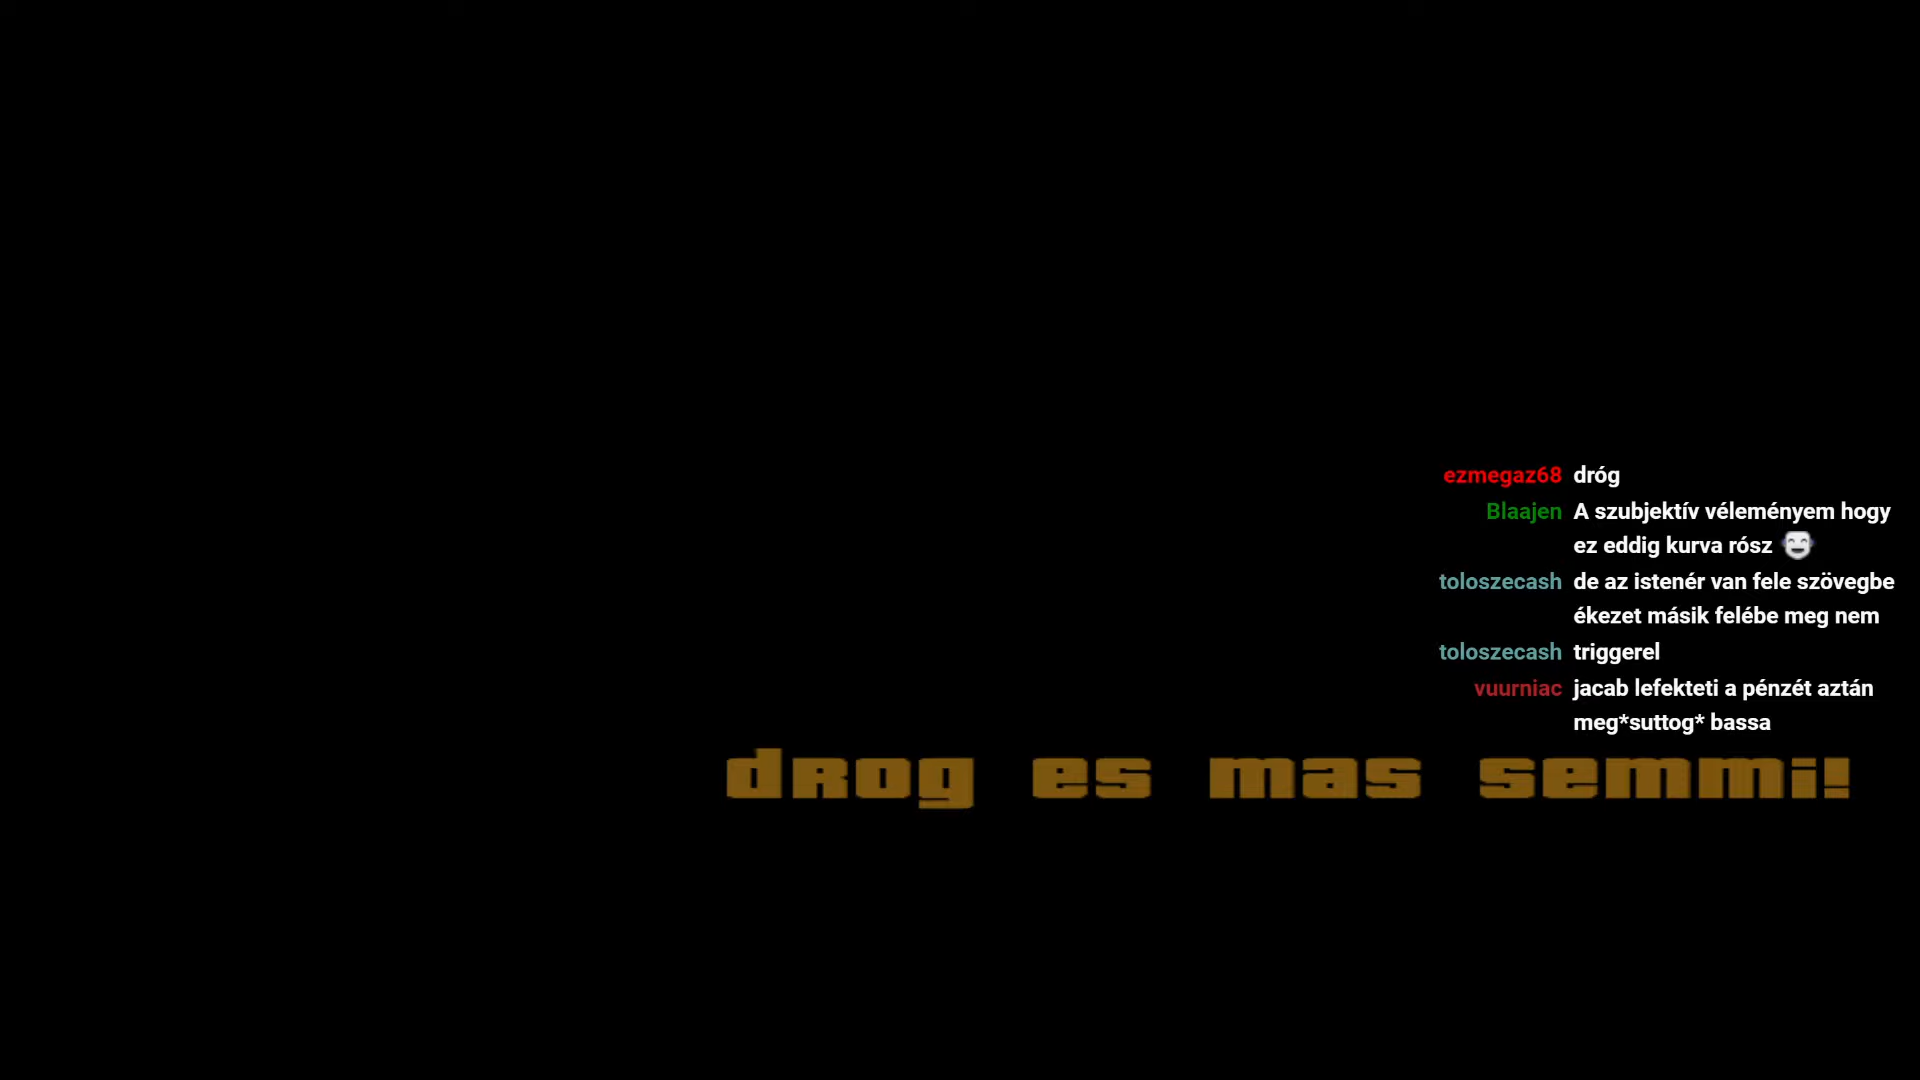 ezmegaz68 dróg
Blaajen A szubjektív véleményem hogy
ez eddig kurva rósz
toloszecash de az istenér van fele szövegbe
ékezet másik felébe meg nem
toloszecash triggerel
vuurniac jacab lefekteti a pénzét aztán
meg*suttog* bassa
drog es mas semmi!